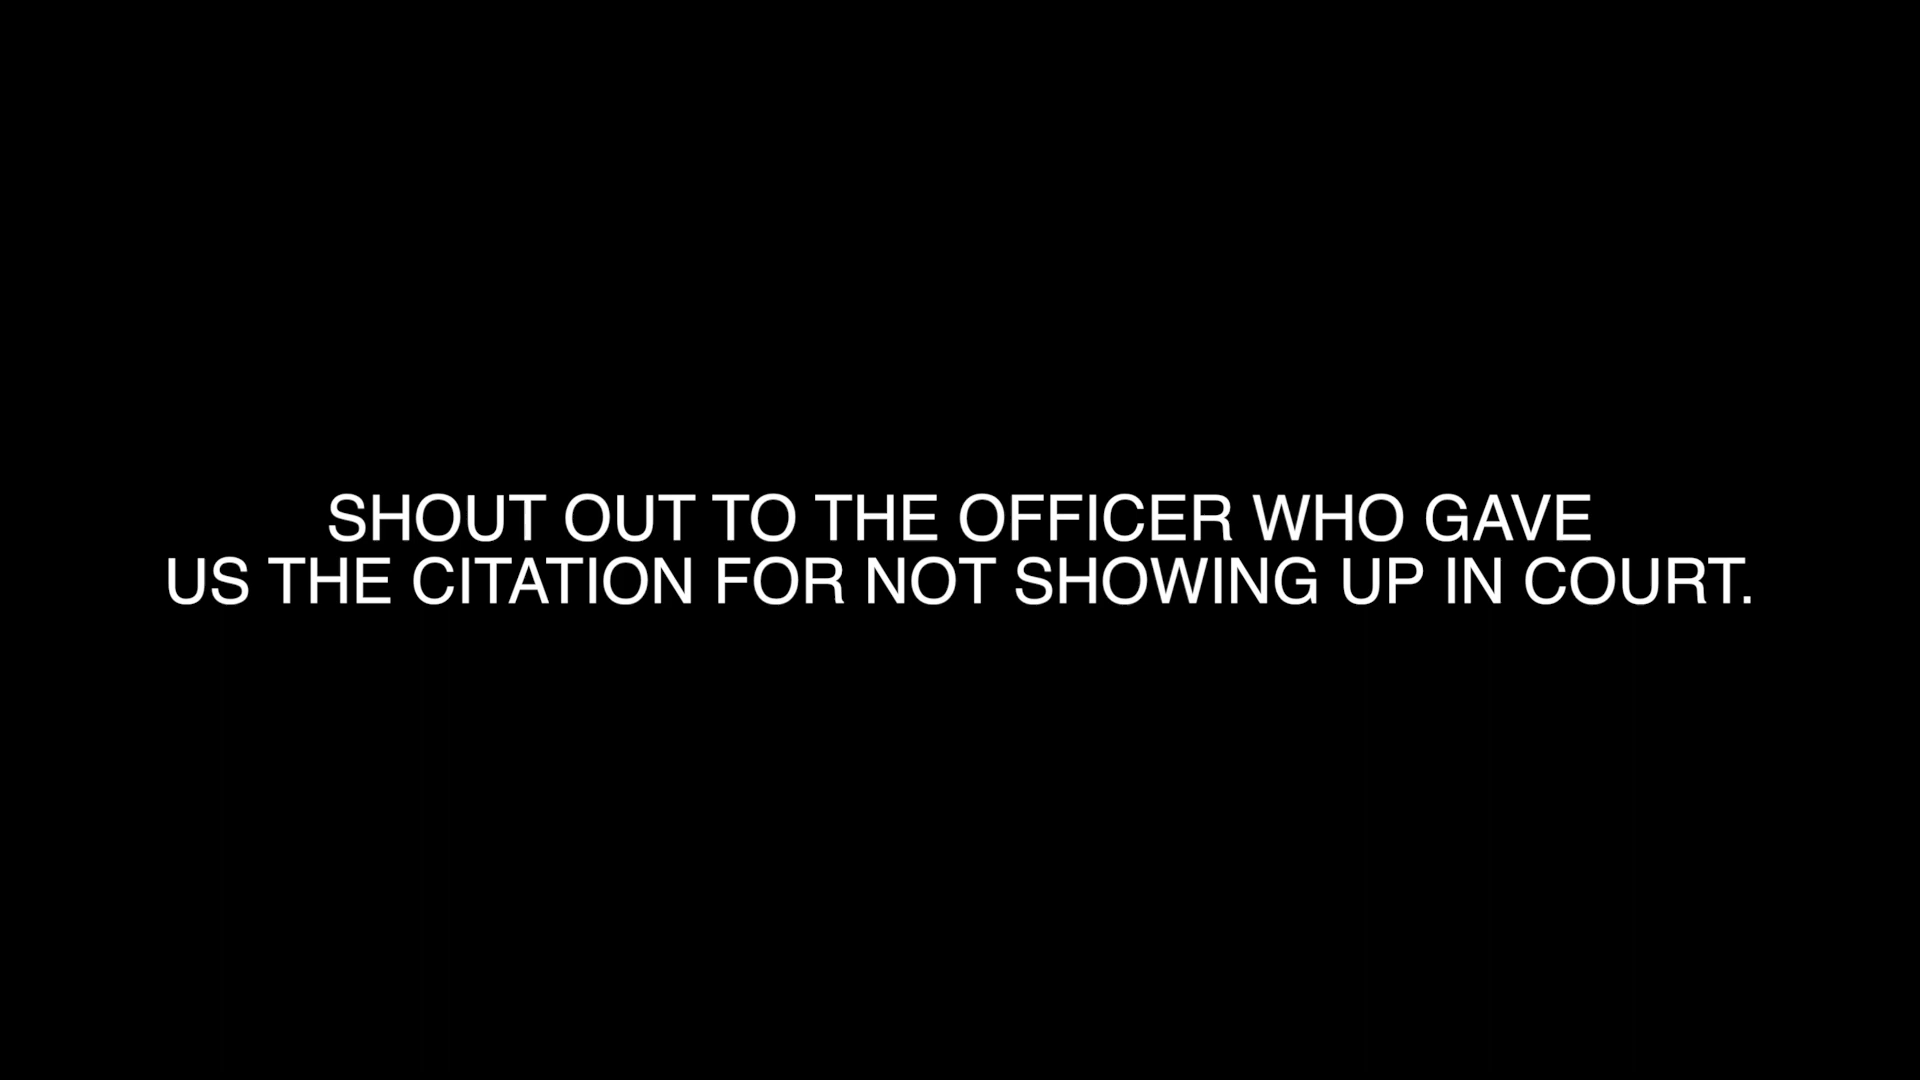 SHOUT OUT TO THE OFFICER WHO GAVE
US THE CITATION FOR NOT SHOWING UP IN COURT.